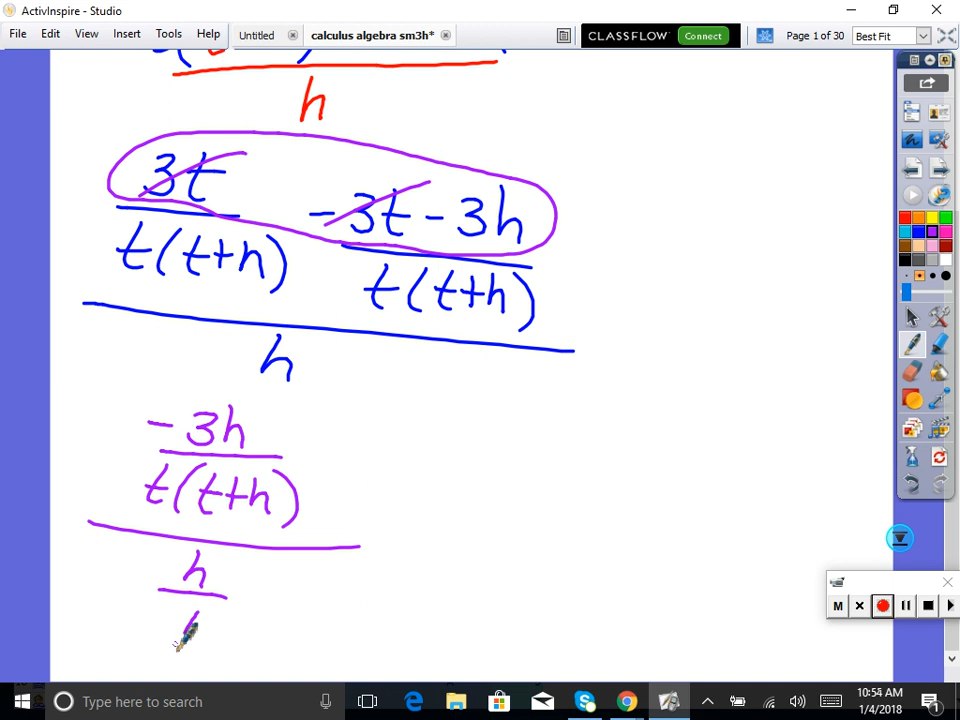 ActivInspire - Studio
File Edit View Insert Tools Help Untitled calculus algebra sm3h* CLASSFLOW Connect Page 1 of 30 Best Fit
h
3t
-3t - 3h
t(t+h)
t(t+h)
h
-3h
t(t+h)
h
M
Type here to search
10:54 AM
1/4/2018
1